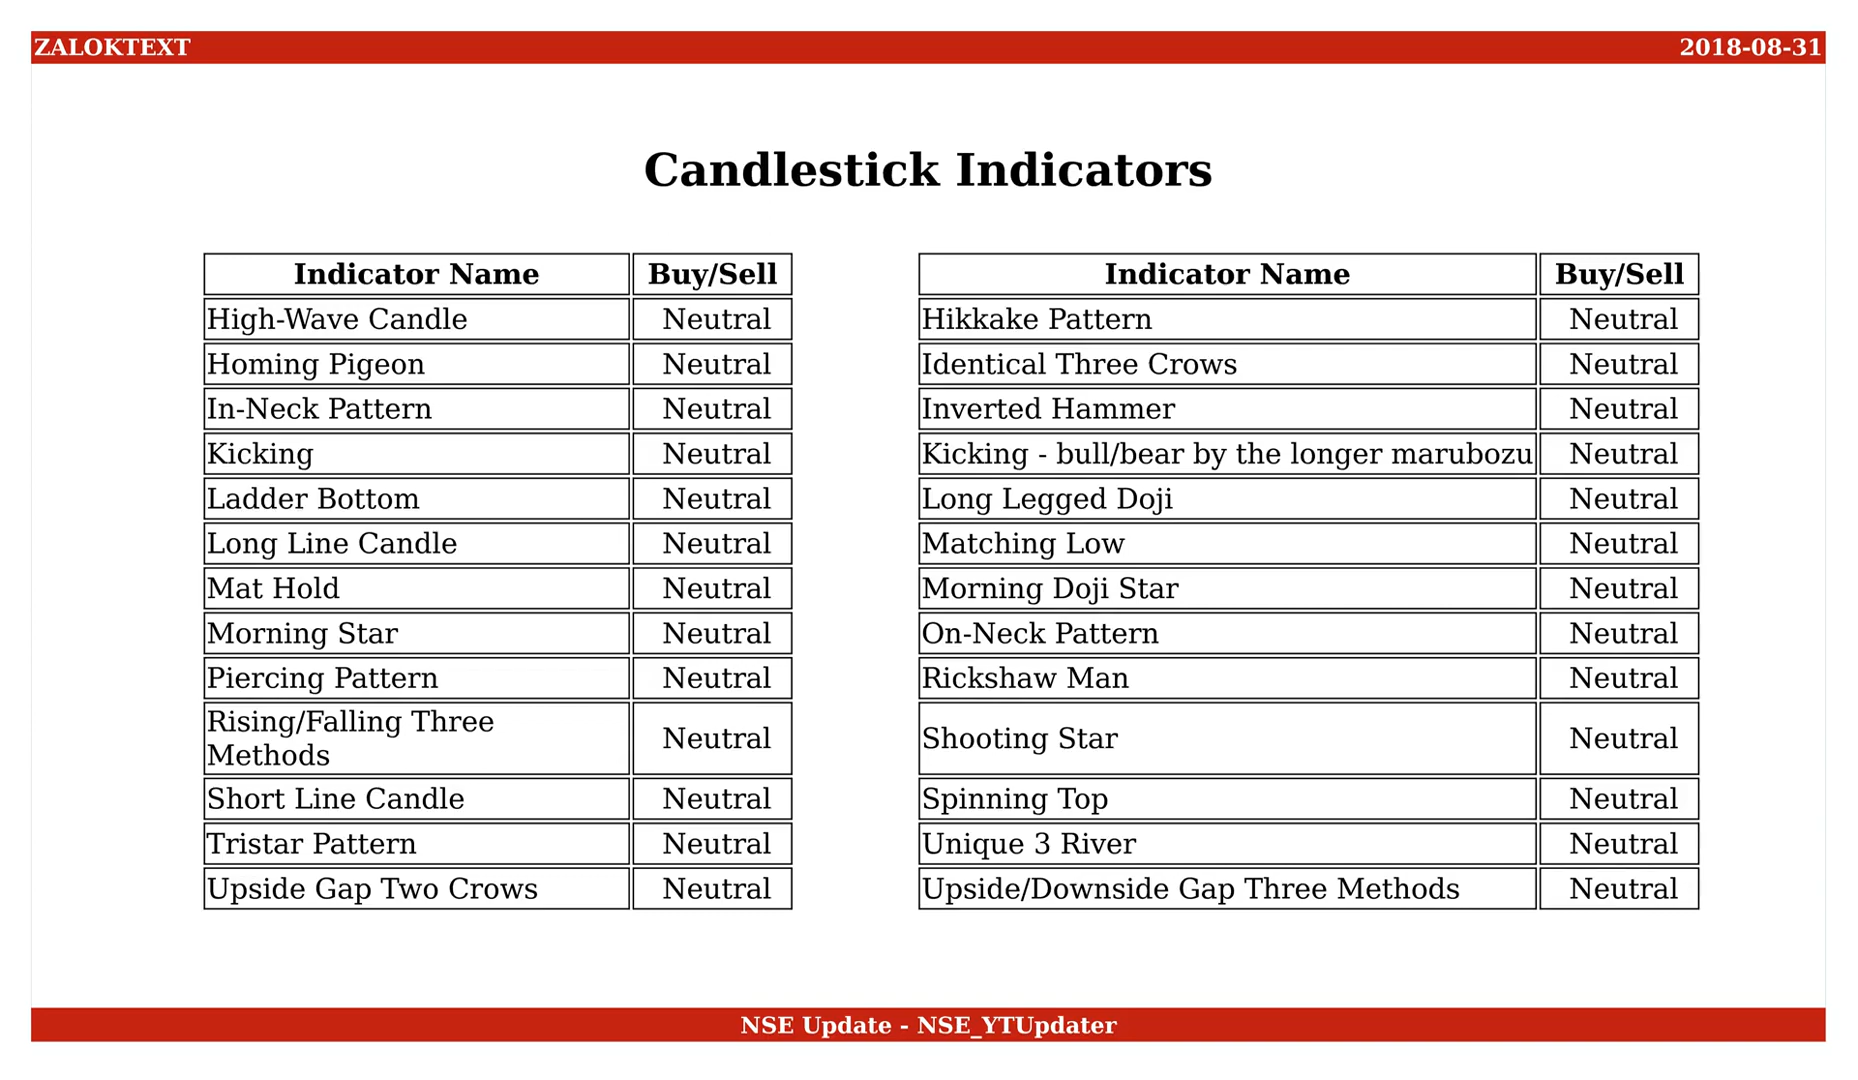 ZALOKTEXT 2018-08-31
Candlestick Indicators
Indicator Name Buy/Sell
High-Wave Candle Neutral
Homing Pigeon Neutral
In-Neck Pattern Neutral
Kicking Neutral
Ladder Bottom Neutral
Long Line Candle Neutral
Mat Hold Neutral
Morning Star Neutral
Piercing Pattern Neutral
Rising/Falling Three
Methods Neutral
Short Line Candle Neutral
Tristar Pattern Neutral
Upside Gap Two Crows Neutral
Indicator Name Buy/Sell
Hikkake Pattern Neutral
Identical Three Crows Neutral
Inverted Hammer Neutral
Kicking - bull/bear by the longer marubozu Neutral
Long Legged Doji Neutral
Matching Low Neutral
Morning Doji Star Neutral
On-Neck Pattern Neutral
Rickshaw Man Neutral
Shooting Star Neutral
Spinning Top Neutral
Unique 3 River Neutral
Upside/Downside Gap Three Methods Neutral
NSE Update - NSE_YTUpdater